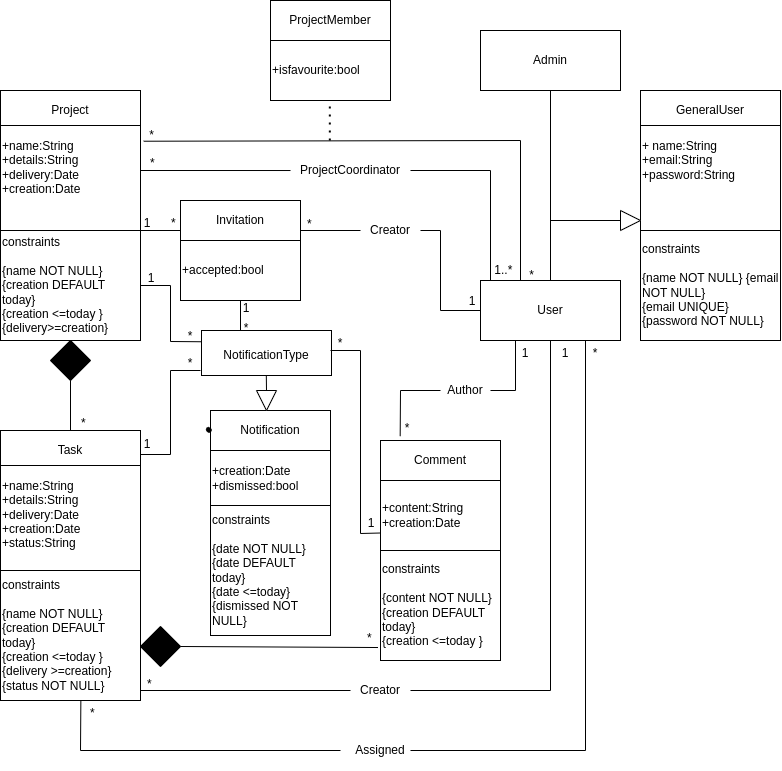 ProjectMember
+isfavourite:bool
Admin
Project
+name:String
+details:String
+delivery:Date
+creation:Date
constraints
{name NOT NULL}
{creation DEFAULT
today}
{creation <=today }
{delivery>=creation}
GeneralUser
+ name:String
+email:String
+password:String
constraints
{name NOT NULL} {email
NOT NULL}
{email UNIQUE}
{password NOT NULL}
*
*
ProjectCoordinator
1
*
Invitation
+accepted:bool
*
Creator
1..*
*
1
User
1
*
1
*
NotificationType
*
*
1
Notification
+creation:Date
+dismissed:bool
constraints
{date NOT NULL}
{date DEFAULT
today}
{date <=today}
{dismissed NOT
NULL}
1
1
*
Author
*
Comment
+content:String
+creation:Date
constraints
{content NOT NULL}
{creation DEFAULT
today}
{creation <=today }
1
*
*
Task
+name:String
+details:String
+delivery:Date
+creation:Date
+status:String
constraints
{name NOT NULL}
{creation DEFAULT
today}
{creation <=today }
{delivery >=creation}
{status NOT NULL}
*
Creator
*
Assigned